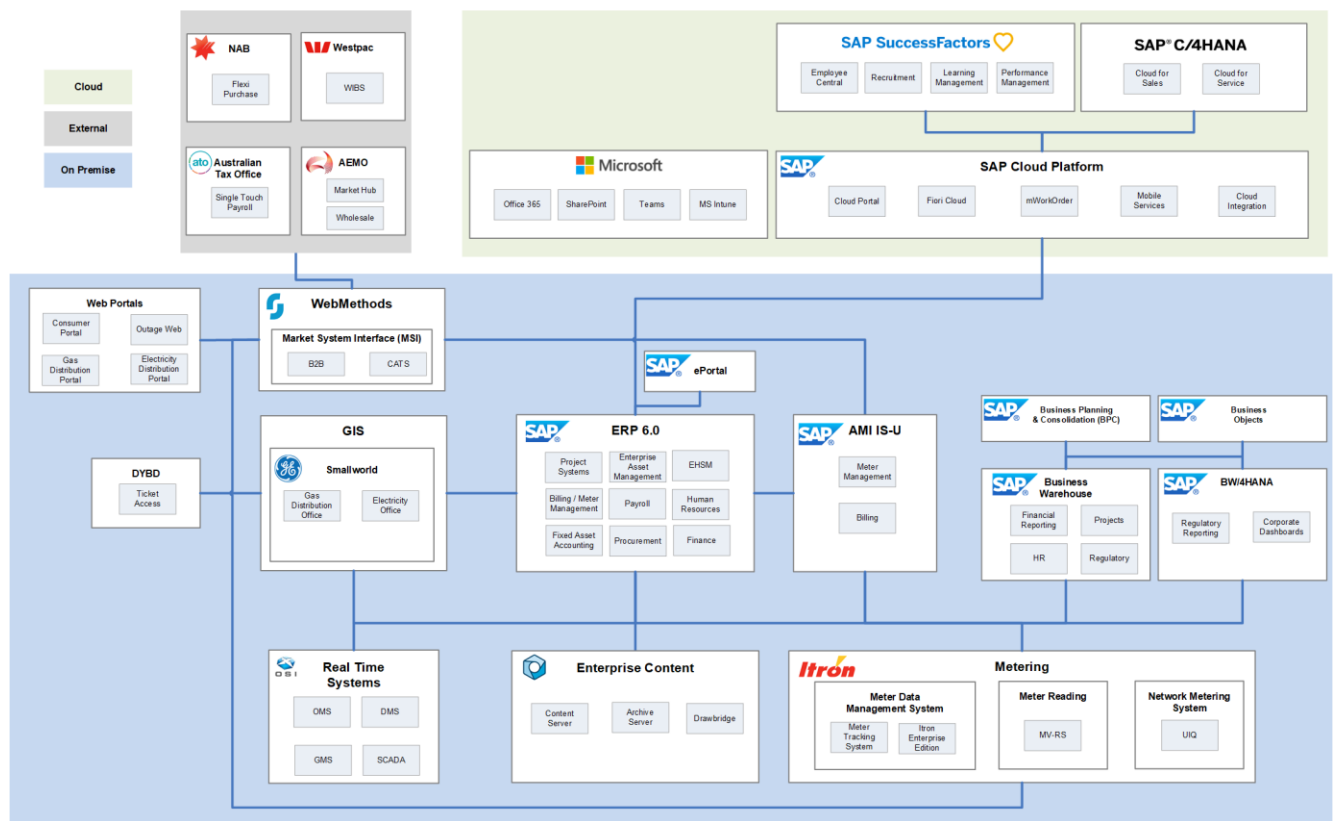 Cloud
External
On Premise
NAB
Flexi
Purchase
Westpac
WIBS
ato
Australian
Tax Office
Single Touch
Payroll
AEMO
Market Hub
Wholesale
SAP SuccessFactors
Employee
Central
Recruitment
Learning
Management
Performance
Management
SAP® C/4HANA
Cloud for
Sales
Cloud for
Service
Microsoft
Office 365
SharePoint
Teams
MS Intune
SAP
SAP Cloud Platform
Cloud Portal
Fiori Cloud
mWorkOrder
Mobile
Services
Cloud
Integration
Web Portals
Consumer
Portal
Outage Web
Gas
Distribution
Portal
Electricity
Distribution
Portal
WebMethods
Market System Interface (MSI)
B2B
CATS
SAP
ePortal
DYBD
Ticket
Access
GIS
Smallworld
Gas
Distribution
Office
Electricity
Office
SAP
ERP 6.0
Project
Systems
Enterprise
Asset
Management
EHSM
Billing / Meter
Management
Payroll
Human
Resources
Fixed Asset
Accounting
Procurement
Finance
SAP
AMI IS-U
Meter
Management
Billing
SAP
Business Planning
& Consolidation (BPC)
SAP
Business
Objects
SAP
Business
Warehouse
Financial
Reporting
Projects
HR
Regulatory
SAP
BW/4HANA
Regulatory
Reporting
Corporate
Dashboards
OSI
Real Time
Systems
OMS
DMS
GMS
SCADA
Enterprise Content
Content
Server
Archive
Server
Drawbridge
Itron
Metering
Meter Data
Management System
Meter
Tracking
System
Itron
Enterprise
Edition
Meter Reading
MV-RS
Network Metering
System
UIQ